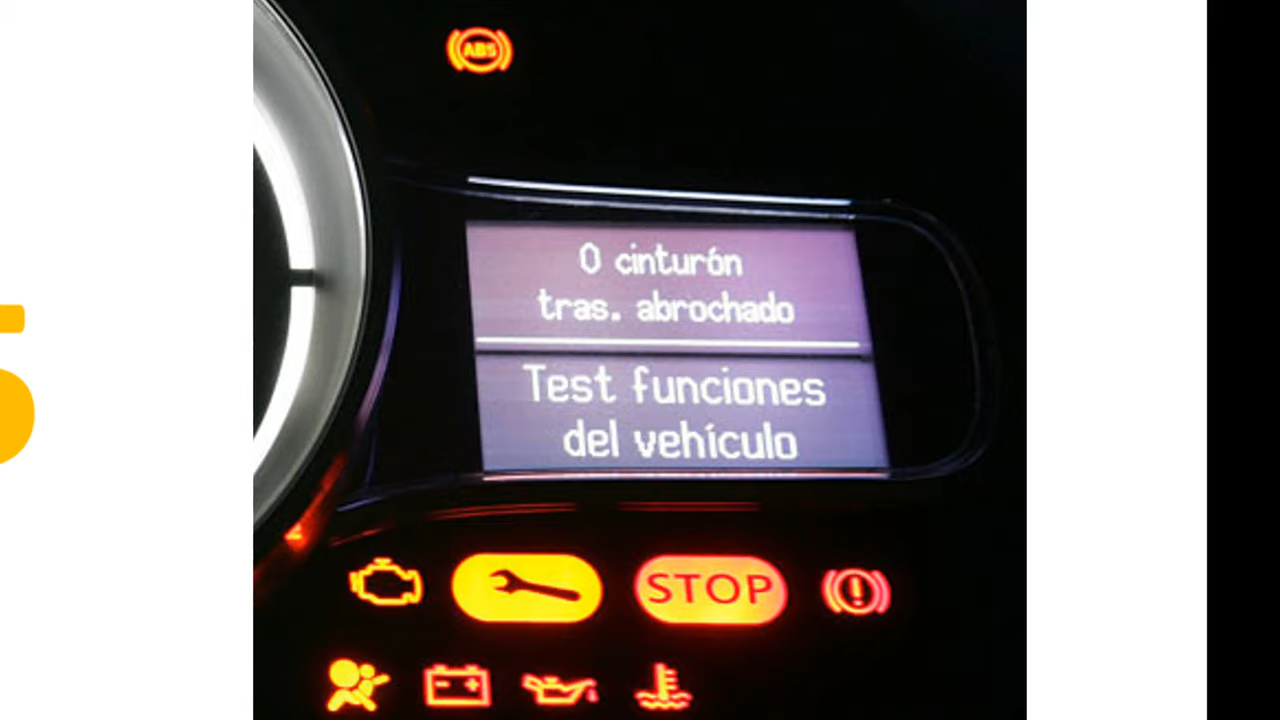 ABS
0 cinturón
tras. abrochado
Test funciones
del vehículo
STOP